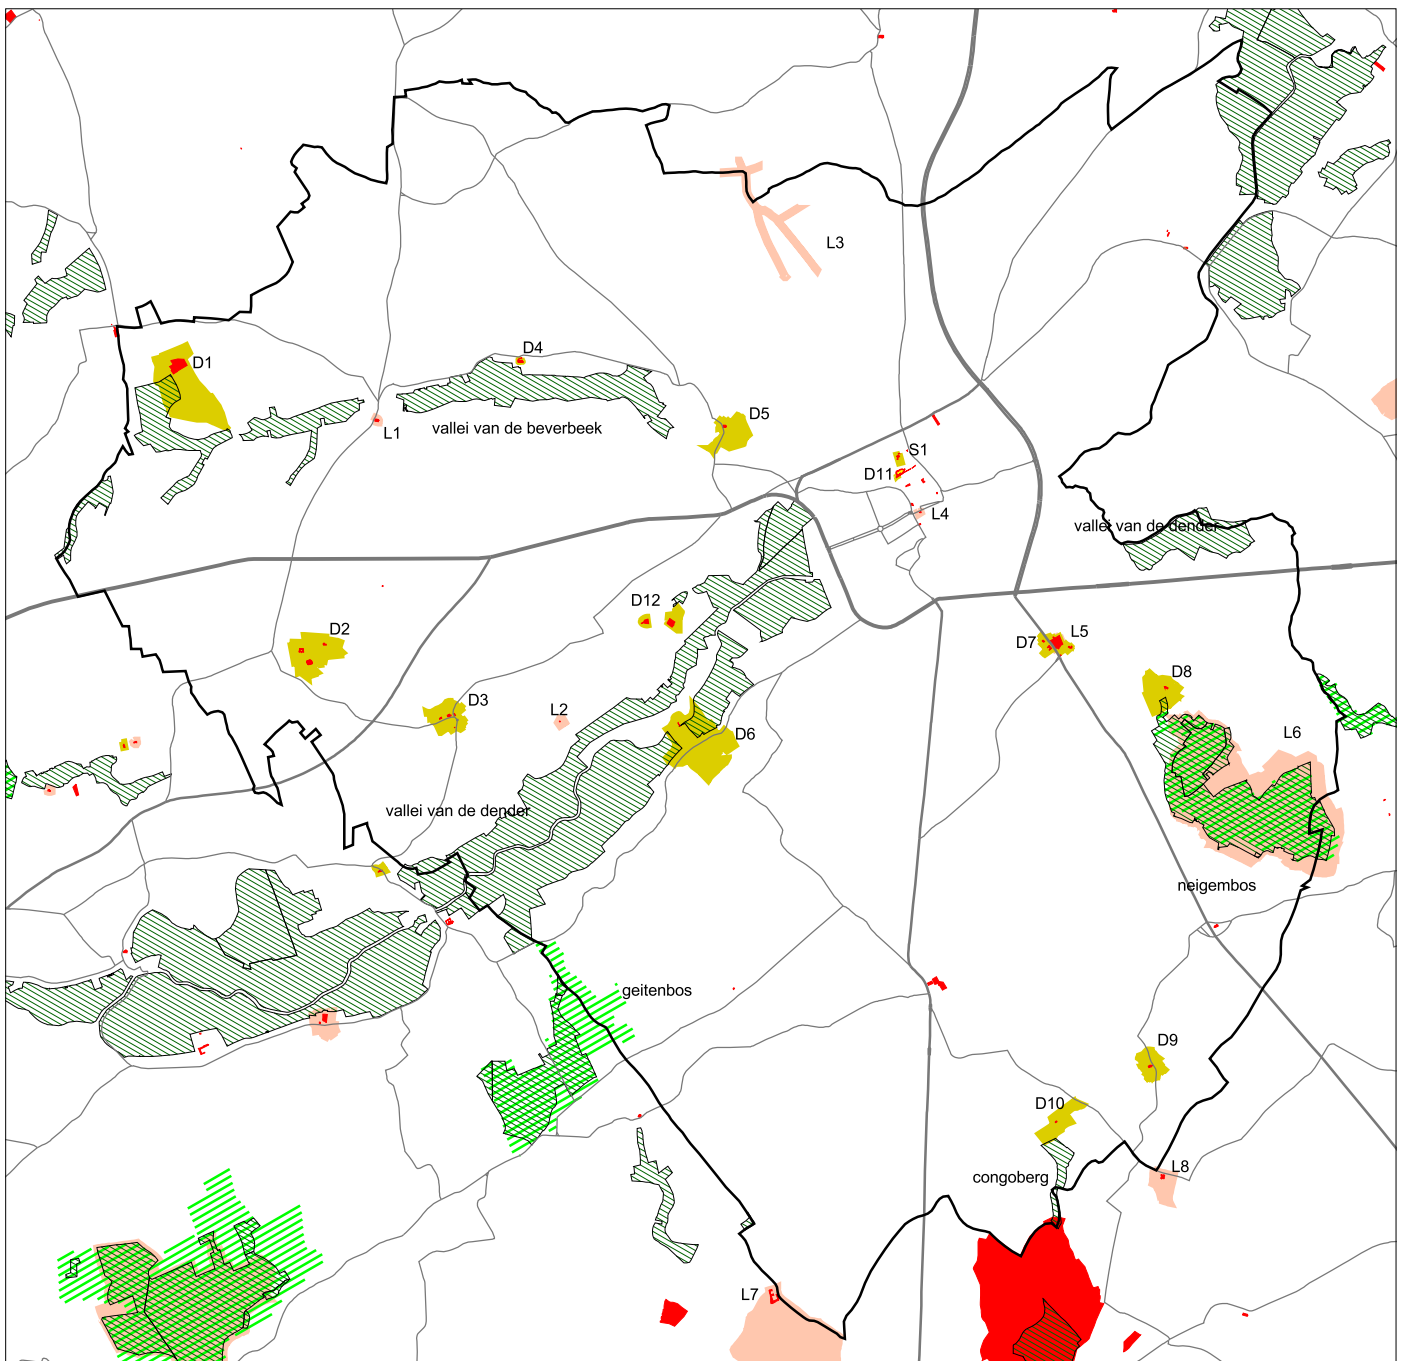 L3
D4
D1
D5
L1
vallei van de beverbeek
S1
D11
L4
vallei van de dender
D12
D2
D7
L5
D8
D3
L2
D6
L6
vallei van de dender
neigembos
geitenbos
D9
D10
L8
congoberg
L7